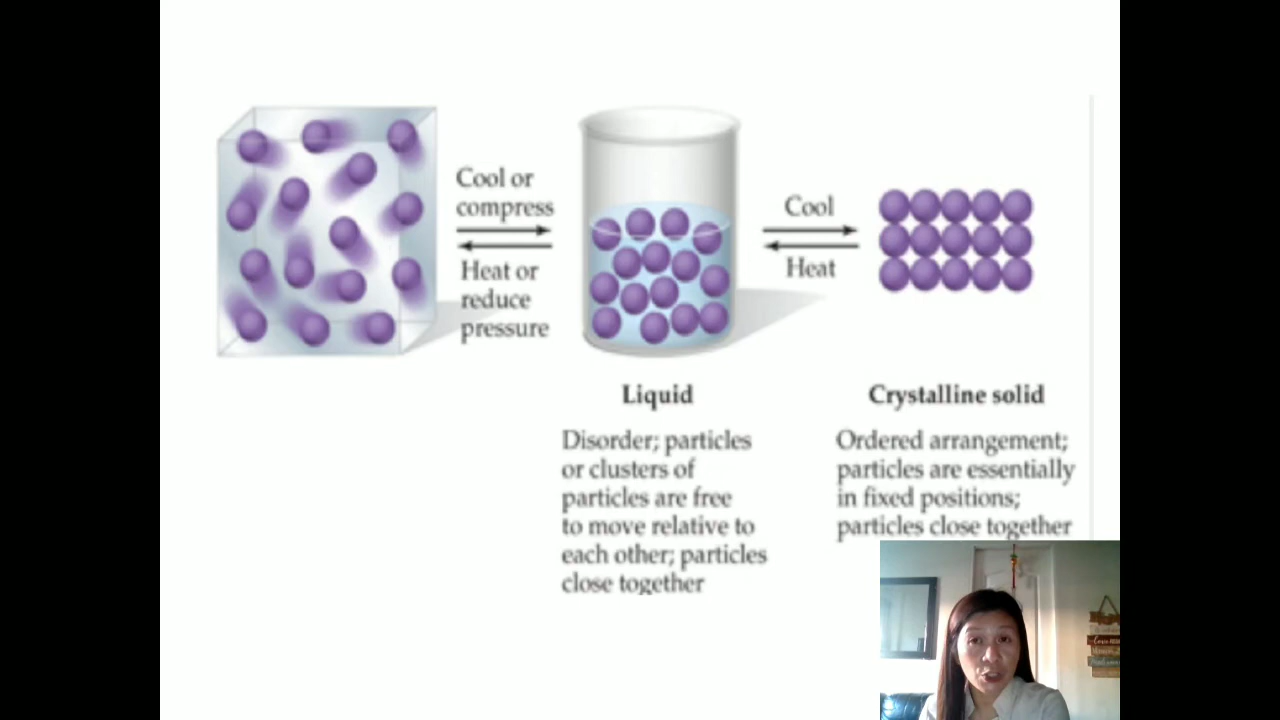 Cool or
compress
Heat or
reduce
pressure
Cool
Heat
Liquid
Disorder; particles
or clusters of
particles are free
to move relative to
each other; particles
close together
Crystalline solid
Ordered arrangement;
particles are essentially
in fixed positions;
particles close together